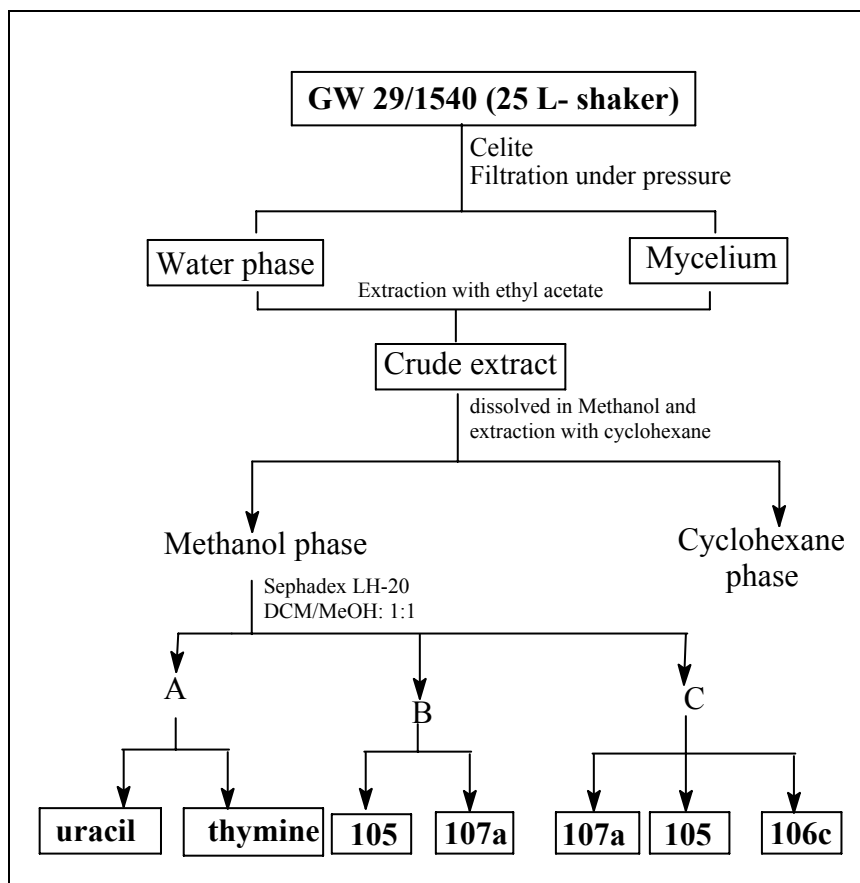 GW 29/1540 (25 L- shaker)
Celite
Filtration under pressure
Water phase
Mycelium
Extraction with ethyl acetate
Crude extract
dissolved in Methanol and
extraction with cyclohexane
Methanol phase
Cyclohexane
phase
Sephadex LH-20
DCM/MeOH: 1:1
A
B
C
uracil
thymine
105
107a
107a
105
106c